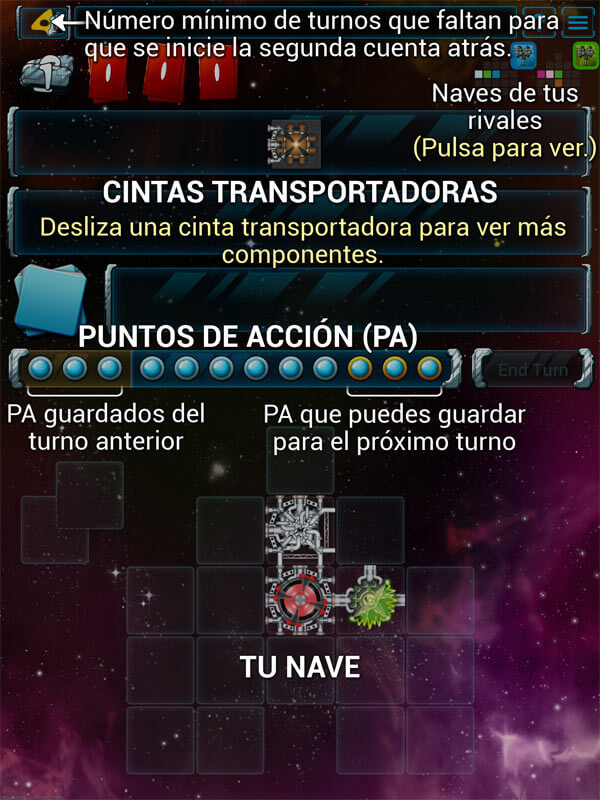 Número mínimo de turnos que faltan para
que se inicie la segunda cuenta atrás.
Naves de tus
rivales
(Pulsa para ver.)
CINTAS TRANSPORTADORAS
Desliza una cinta transportadora para ver más
componentes.
PUNTOS DE ACCIÓN (PA)
End Turn
PA guardados del
turno anterior
PA que puedes guardar
para el próximo turno
TU NAVE